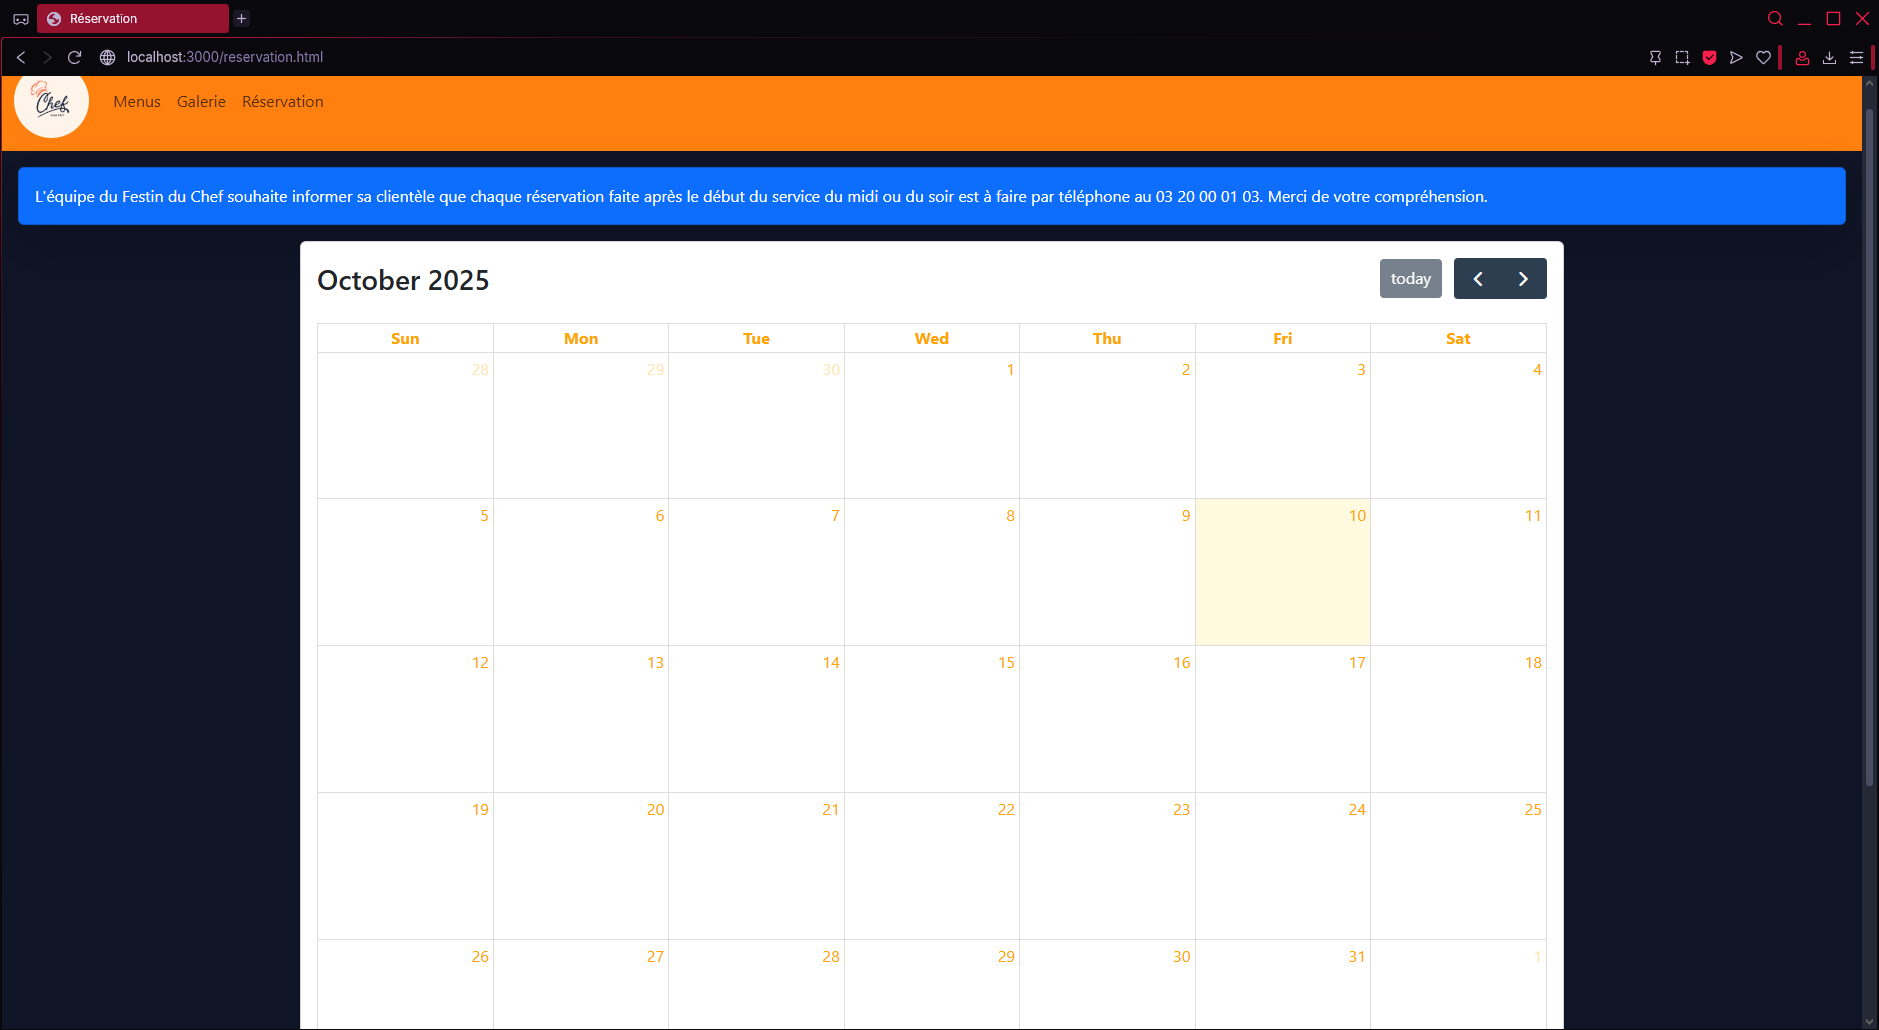 Réservation
localhost:3000/reservation.html
Chef
Menus Galerie Réservation
L'équipe du Festin du Chef souhaite informer sa clientèle que chaque réservation faite après le début du service du midi ou du soir est à faire par téléphone au 03 20 00 01 03. Merci de votre compréhension.
October 2025
today
Sun Mon Tue Wed Thu Fri Sat
28 29 30 1 2 3 4
5 6 7 8 9 10 11
12 13 14 15 16 17 18
19 20 21 22 23 24 25
26 27 28 29 30 31 1